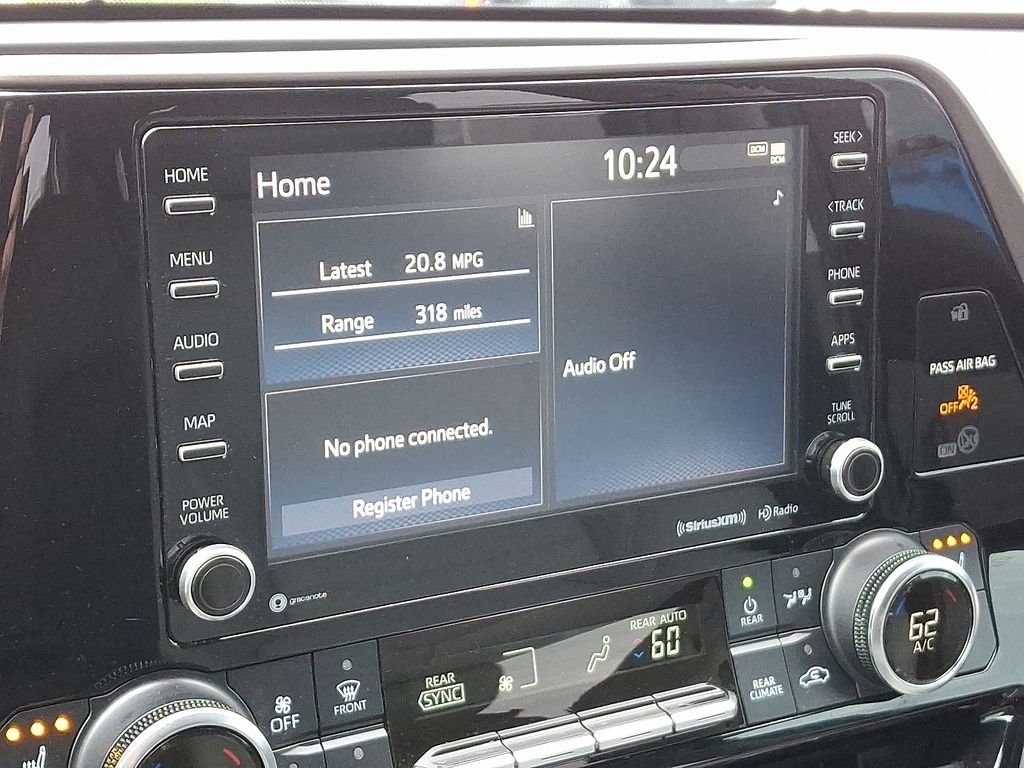 HOME
MENU
AUDIO
MAP
POWER
VOLUME
Home
10:24
DCM
DCM
Latest 20.8 MPG
Range 318 miles
No phone connected.
Register Phone
Audio Off
gracenote
SiriusXM
HD Radio
SEEK>
<TRACK
PHONE
APPS
TUNE
SCROLL
PASS AIR BAG
OFF 2
ON
OFF
FRONT
REAR
SYNC
REAR AUTO
60
REAR
REAR
CLIMATE
62
A/C